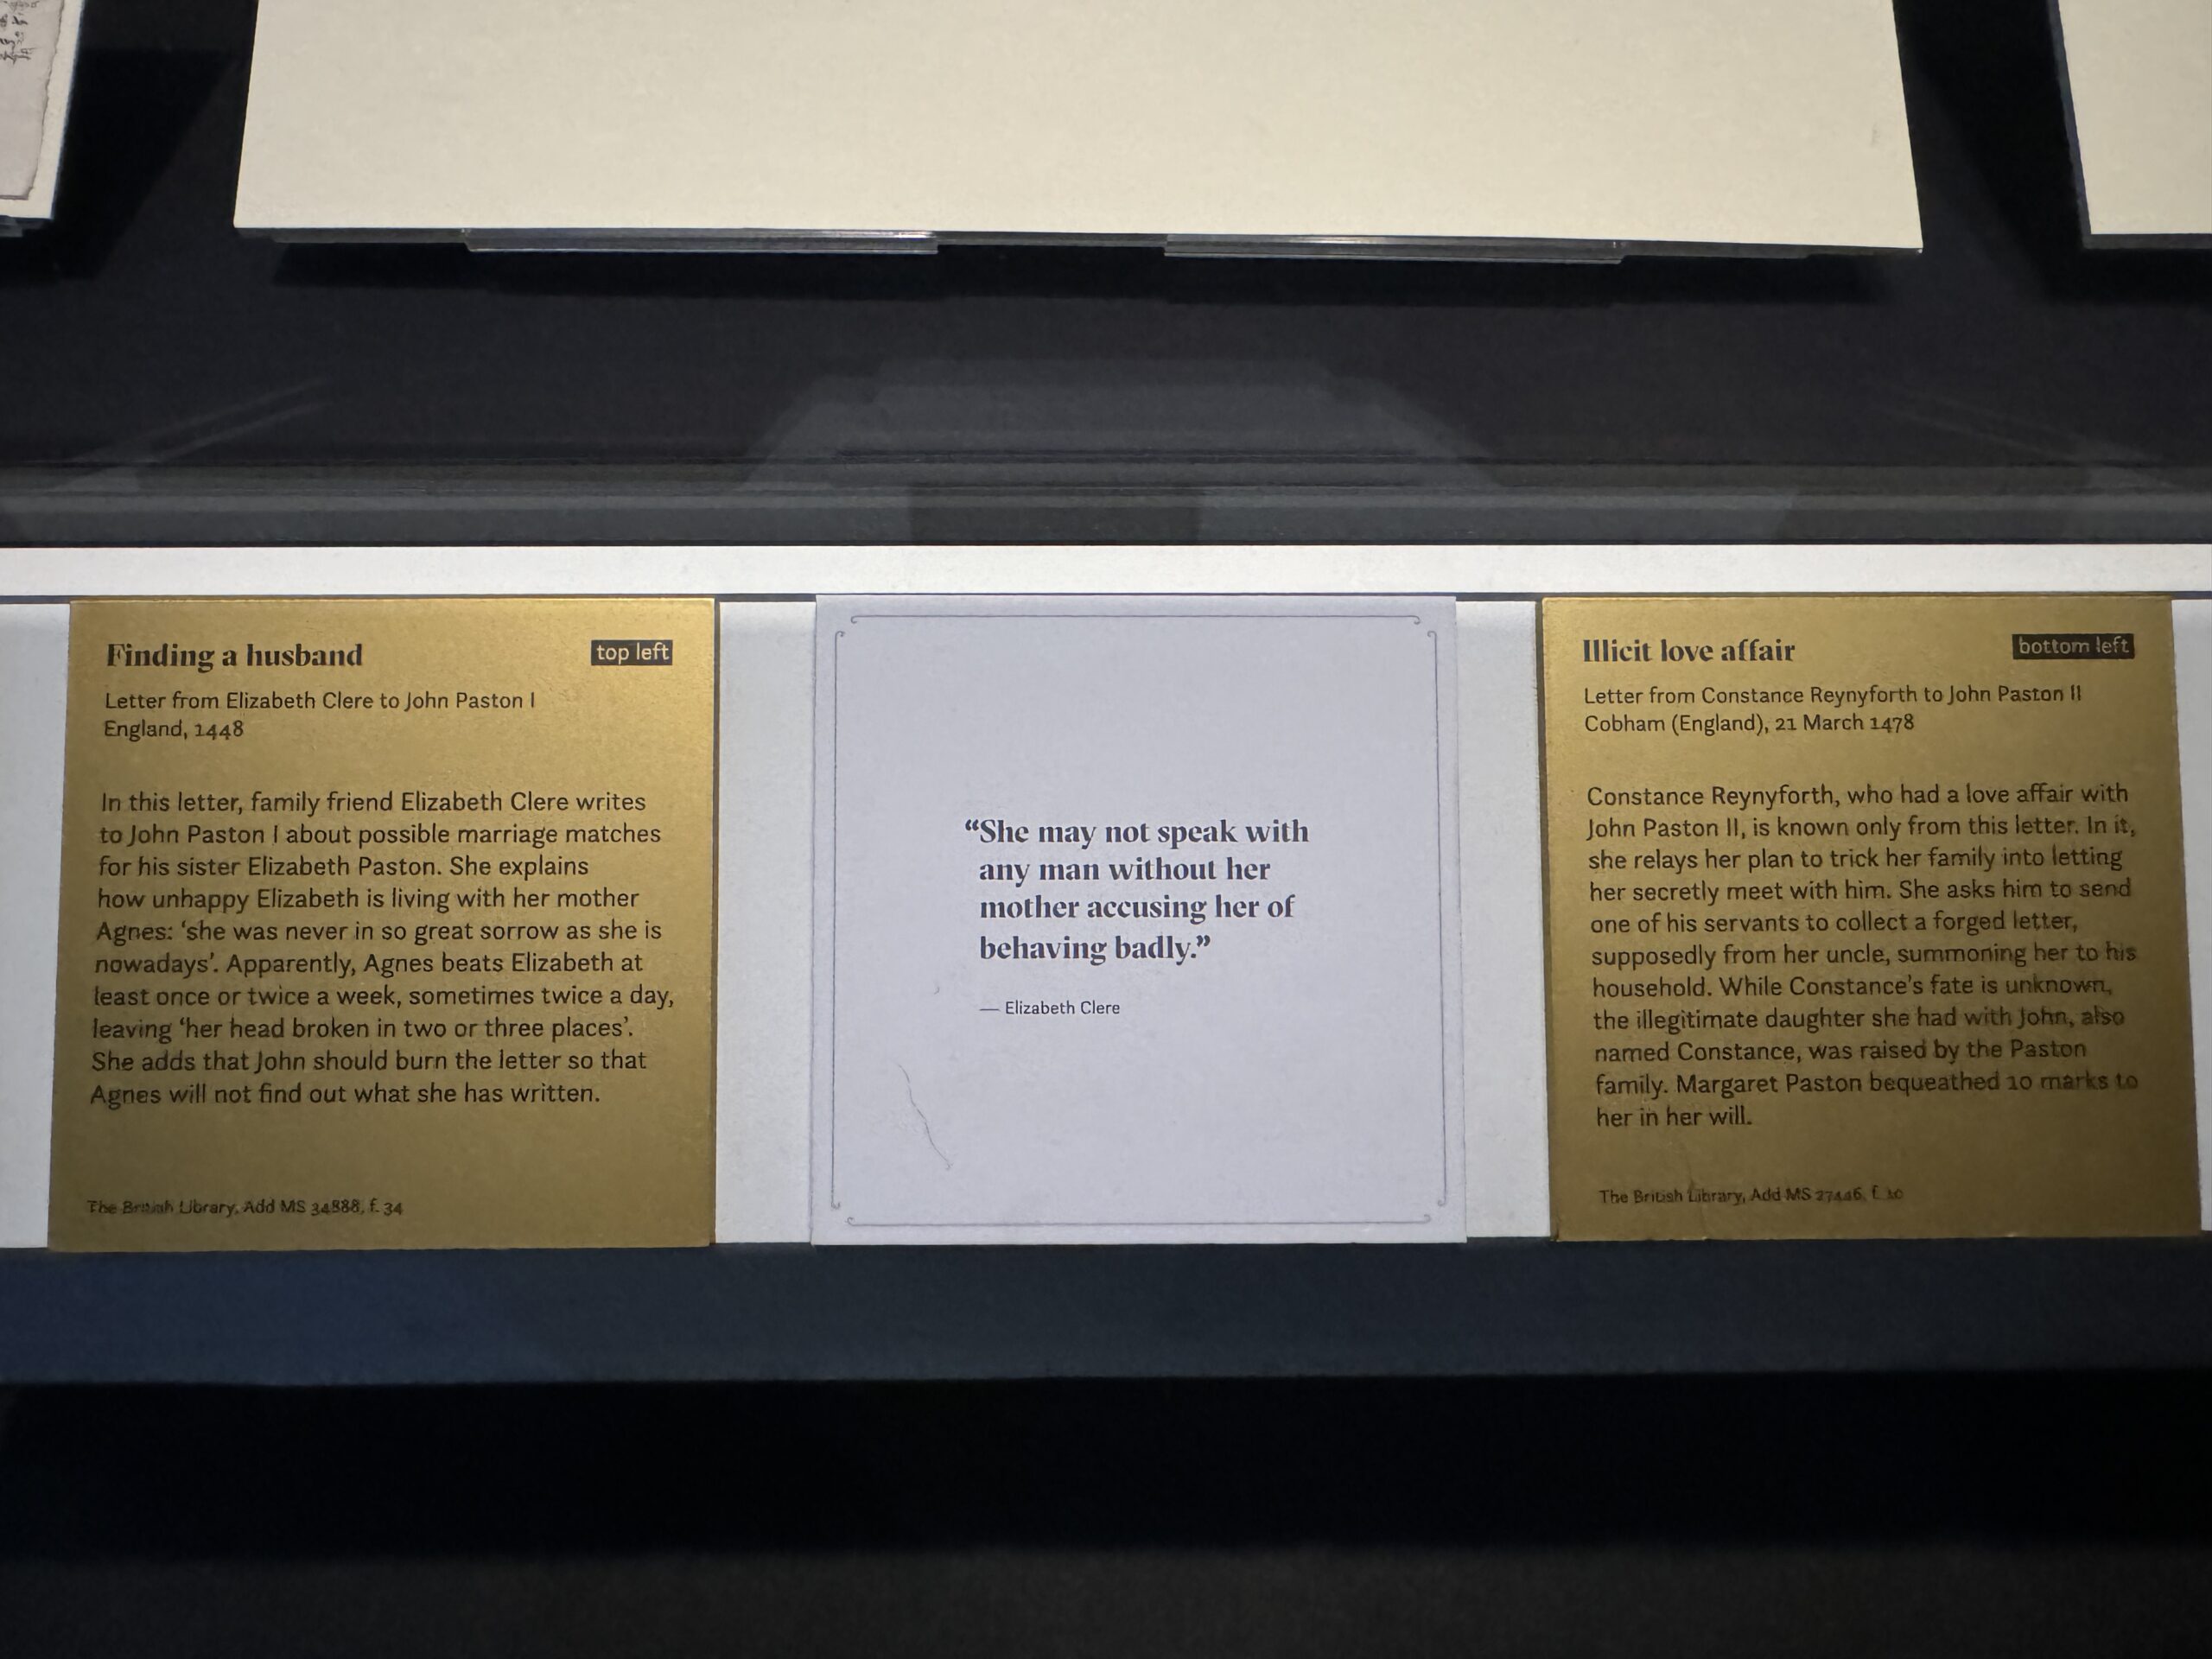 Finding a husband
top left
Letter from Elizabeth Clere to John Paston I
England, 1448
In this letter, family friend Elizabeth Clere writes
to John Paston I about possible marriage matches
for his sister Elizabeth Paston. She explains
how unhappy Elizabeth is living with her mother
Agnes: ‘she was never in so great sorrow as she is
nowadays’. Apparently, Agnes beats Elizabeth at
least once or twice a week, sometimes twice a day,
leaving ‘her head broken in two or three places’.
She adds that John should burn the letter so that
Agnes will not find out what she has written.
The British Library, Add MS 34888, f. 34
“She may not speak with
any man without her
mother accusing her of
behaving badly.”
— Elizabeth Clere
Illicit love affair
bottom left
Letter from Constance Reynyforth to John Paston II
Cobham (England), 21 March 1478
Constance Reynyforth, who had a love affair with
John Paston II, is known only from this letter. In it,
she relays her plan to trick her family into letting
her secretly meet with him. She asks him to send
one of his servants to collect a forged letter,
supposedly from her uncle, summoning her to his
household. While Constance’s fate is unknown,
the illegitimate daughter she had with John, also
named Constance, was raised by the Paston
family. Margaret Paston bequeathed 10 marks to
her in her will.
The British Library, Add MS 27446, f. 10